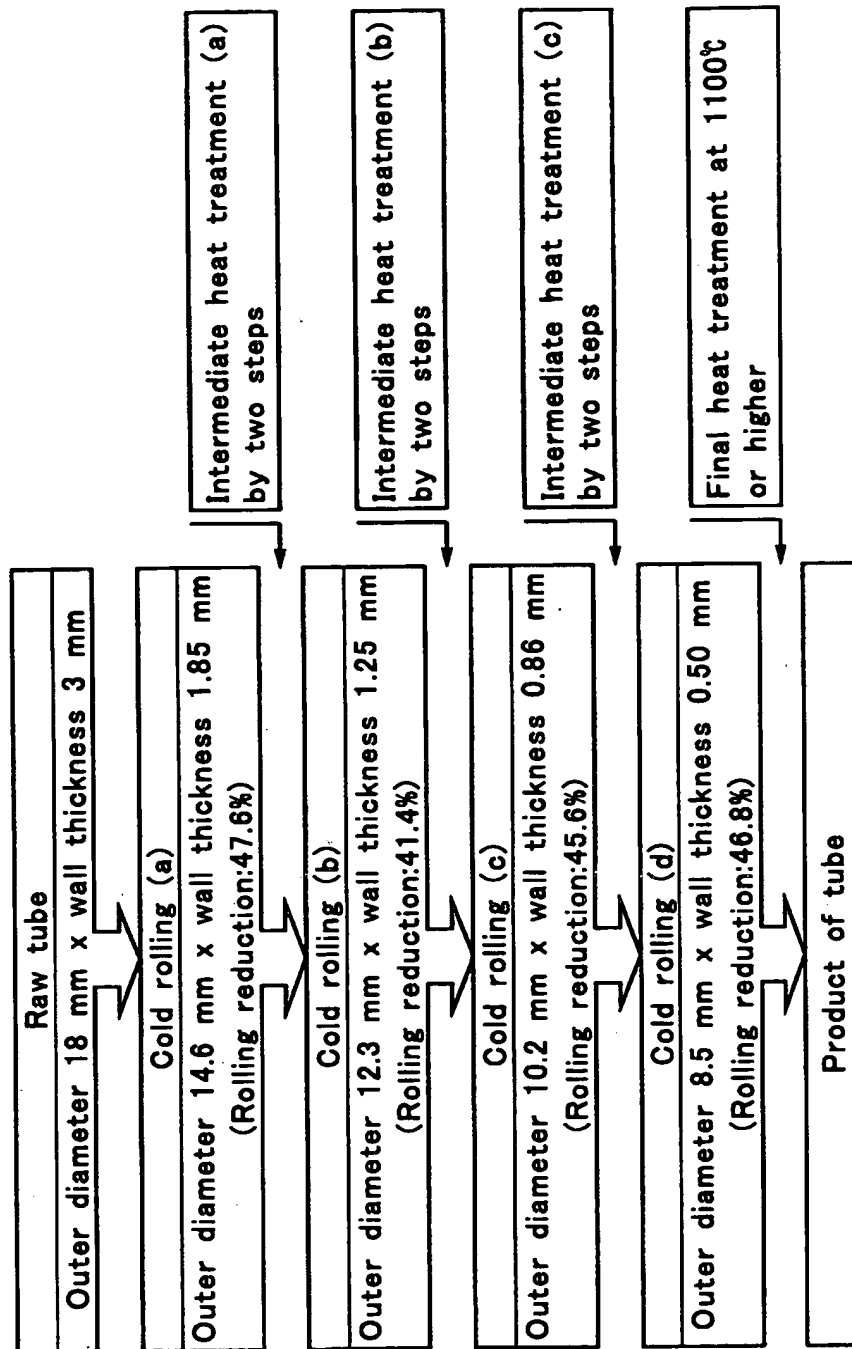 Raw tube
Outer diameter 18 mm x wall thickness 3 mm
Cold rolling (a)
Outer diameter 14.6 mm x wall thickness 1.85 mm
(Rolling reduction:47.6%)
Intermediate heat treatment (a)
by two steps
Cold rolling (b)
Outer diameter 12.3 mm x wall thickness 1.25 mm
(Rolling reduction:41.4%)
Intermediate heat treatment (b)
by two steps
Cold rolling (c)
Outer diameter 10.2 mm x wall thickness 0.86 mm
(Rolling reduction:45.6%)
Intermediate heat treatment (c)
by two steps
Cold rolling (d)
Outer diameter 8.5 mm x wall thickness 0.50 mm
(Rolling reduction:46.8%)
Final heat treatment at 1100℃
or higher
Product of tube